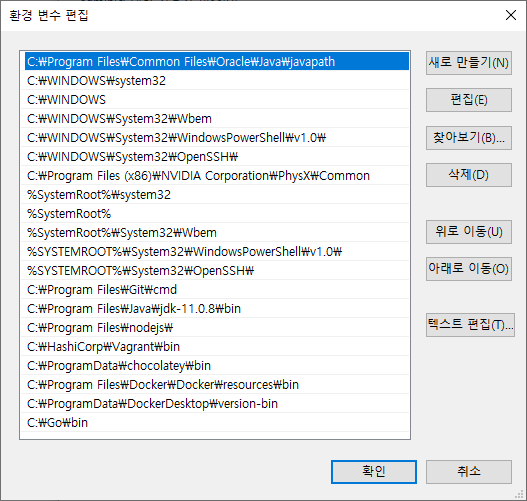 환경 변수 편집
C:₩Program Files₩Common Files₩Oracle₩Java₩javapath
C:₩WINDOWS₩system32
C:₩WINDOWS
C:₩WINDOWS₩System32₩Wbem
C:₩WINDOWS₩System32₩WindowsPowerShell₩v1.0₩
C:₩WINDOWS₩System32₩OpenSSH₩
C:₩Program Files (x86)₩NVIDIA Corporation₩PhysX₩Common
%SystemRoot%₩system32
%SystemRoot%
%SystemRoot%₩System32₩Wbem
%SYSTEMROOT%₩System32₩WindowsPowerShell₩v1.0₩
%SYSTEMROOT%₩System32₩OpenSSH₩
C:₩Program Files₩Git₩cmd
C:₩Program Files₩Java₩jdk-11.0.8₩bin
C:₩Program Files₩nodejs₩
C:₩HashiCorp₩Vagrant₩bin
C:₩ProgramData₩chocolatey₩bin
C:₩Program Files₩Docker₩Docker₩resources₩bin
C:₩ProgramData₩DockerDesktop₩version-bin
C:₩Go₩bin
새로 만들기(N)
편집(E)
찾아보기(B)...
삭제(D)
위로 이동(U)
아래로 이동(O)
텍스트 편집(T)...
확인
취소